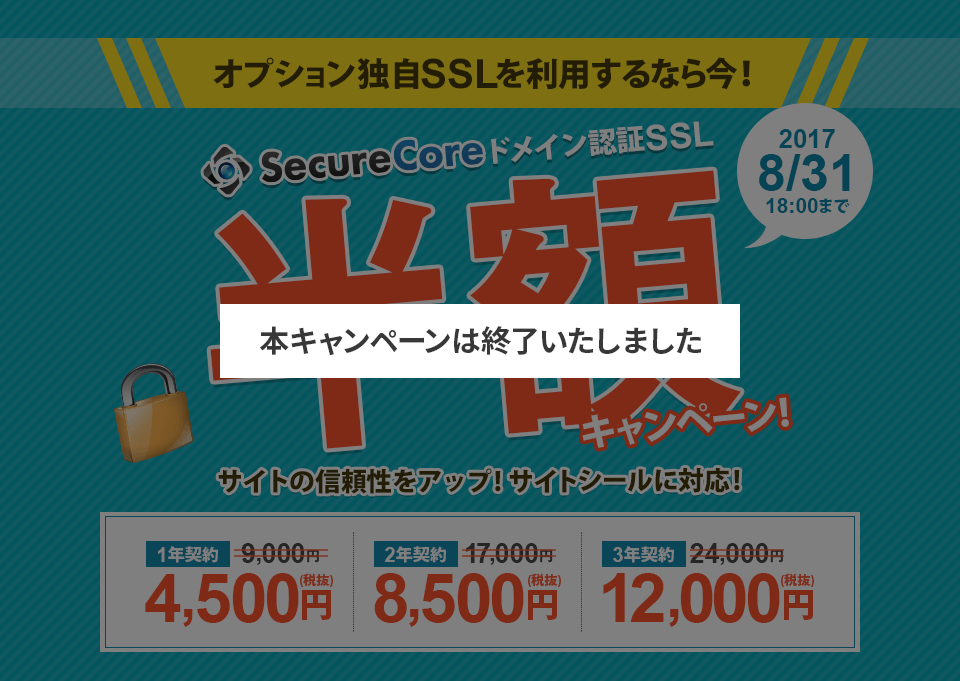 オプション独自SSLを利用するなら今！
SecureCoreドメイン認証SSL
2017
8/31
18:00まで
半額
本キャンペーンは終了いたしました
キャンペーン！
サイトの信頼性をアップ！サイトシールに対応！
1年契約 9,000円
4,500円(税抜)
2年契約 17,000円
8,500円(税抜)
3年契約 24,000円
12,000円(税抜)